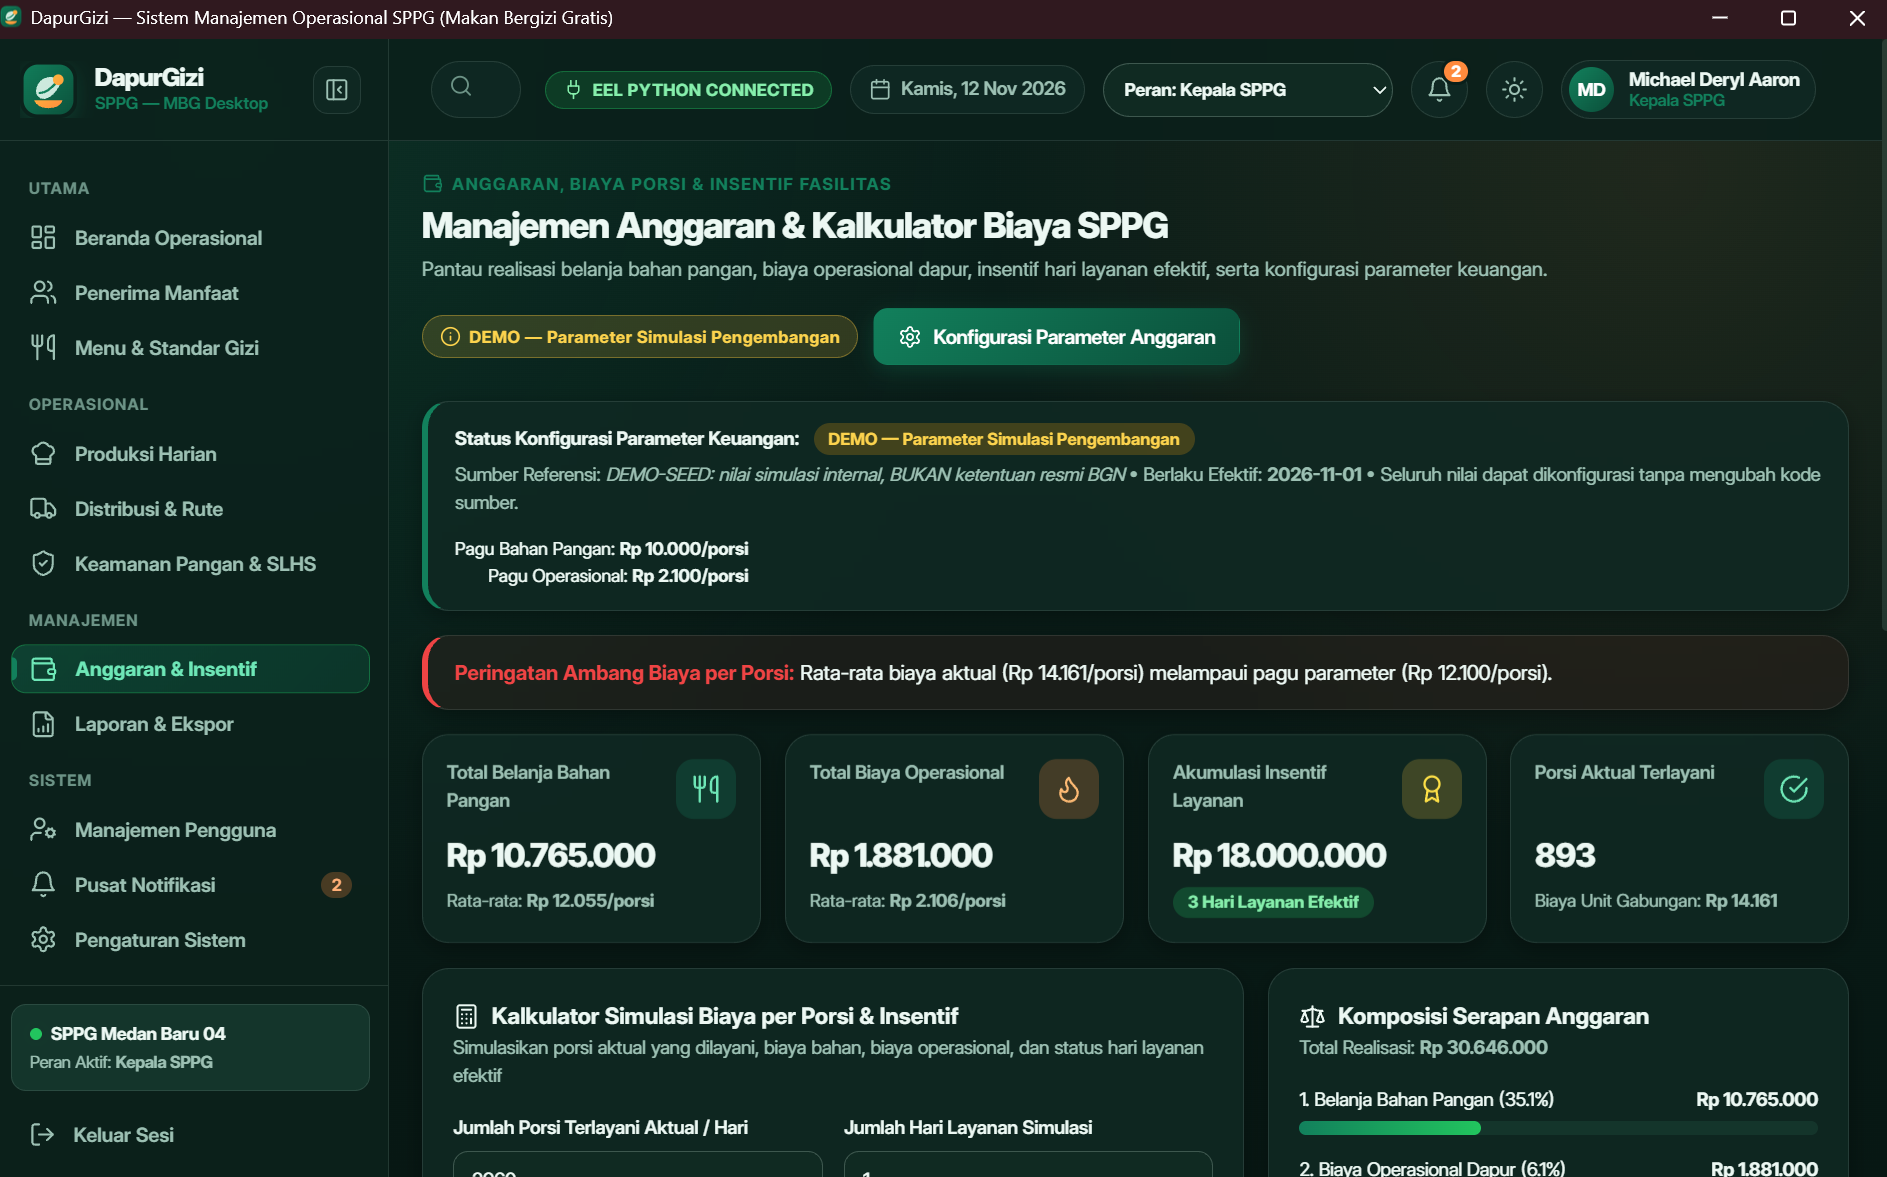 DapurGizi — Sistem Manajemen Operasional SPPG (Makan Bergizi Gratis)
DapurGizi
SPPG — MBG Desktop
EEL PYTHON CONNECTED
Kamis, 12 Nov 2026
Peran: Kepala SPPG
2
MD
Michael Deryl Aaron
Kepala SPPG
UTAMA
Beranda Operasional
Penerima Manfaat
Menu & Standar Gizi
OPERASIONAL
Produksi Harian
Distribusi & Rute
Keamanan Pangan & SLHS
MANAJEMEN
Anggaran & Insentif
Laporan & Ekspor
SISTEM
Manajemen Pengguna
Pusat Notifikasi
2
Pengaturan Sistem
SPPG Medan Baru 04
Peran Aktif: Kepala SPPG
Keluar Sesi
ANGGARAN, BIAYA PORSI & INSENTIF FASILITAS
Manajemen Anggaran & Kalkulator Biaya SPPG
Pantau realisasi belanja bahan pangan, biaya operasional dapur, insentif hari layanan efektif, serta konfigurasi parameter keuangan.
DEMO — Parameter Simulasi Pengembangan
Konfigurasi Parameter Anggaran
Status Konfigurasi Parameter Keuangan: DEMO — Parameter Simulasi Pengembangan
Sumber Referensi: DEMO-SEED: nilai simulasi internal, BUKAN ketentuan resmi BGN • Berlaku Efektif: 2026-11-01 • Seluruh nilai dapat dikonfigurasi tanpa mengubah kode
sumber.
Pagu Bahan Pangan: Rp 10.000/porsi
Pagu Operasional: Rp 2.100/porsi
Peringatan Ambang Biaya per Porsi: Rata-rata biaya aktual (Rp 14.161/porsi) melampaui pagu parameter (Rp 12.100/porsi).
Total Belanja Bahan
Pangan
Rp 10.765.000
Rata-rata: Rp 12.055/porsi
Total Biaya Operasional
Rp 1.881.000
Rata-rata: Rp 2.106/porsi
Akumulasi Insentif
Layanan
Rp 18.000.000
3 Hari Layanan Efektif
Porsi Aktual Terlayani
893
Biaya Unit Gabungan: Rp 14.161
Kalkulator Simulasi Biaya per Porsi & Insentif
Simulasikan porsi aktual yang dilayani, biaya bahan, biaya operasional, dan status hari layanan
efektif
Jumlah Porsi Terlayani Aktual / Hari
Jumlah Hari Layanan Simulasi
Komposisi Serapan Anggaran
Total Realisasi: Rp 30.646.000
1. Belanja Bahan Pangan (35.1%)
Rp 10.765.000
2. Biaya Operasional Dapur (6.1%)
Rp 1.881.000